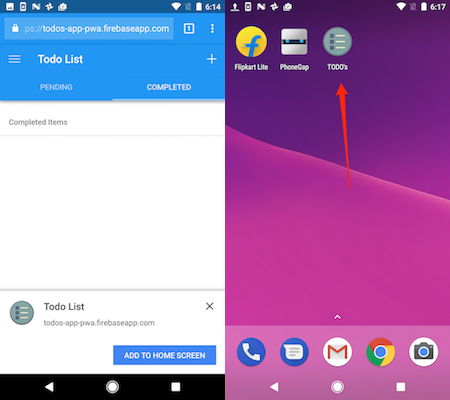 6:14
ps://todos-app-pwa.firebaseapp.com
1
Todo List
PENDING
COMPLETED
Completed Items
Todo List
todos-app-pwa.firebaseapp.com
ADD TO HOME SCREEN
6:17
Flipkart Lite
PhoneGap
TODO's